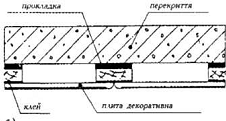 прокладка
перекриття
клей
плита декоративна